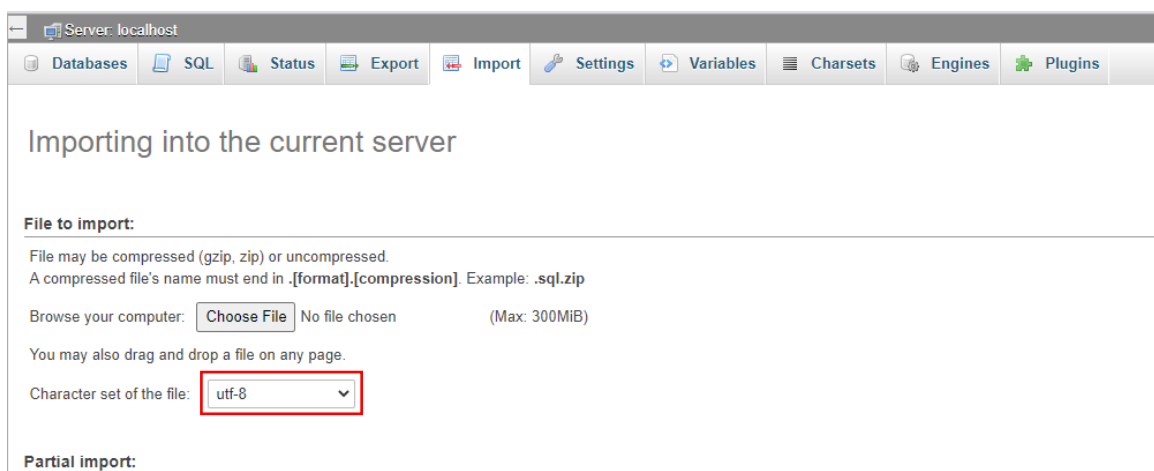 Server: localhost
Databases SQL Status Export Import Settings Variables Charsets Engines Plugins
Importing into the current server
File to import:
File may be compressed (gzip, zip) or uncompressed.
A compressed file's name must end in .[format].[compression]. Example: .sql.zip
Browse your computer: Choose File No file chosen (Max: 300MiB)
You may also drag and drop a file on any page.
Character set of the file: utf-8
Partial import: